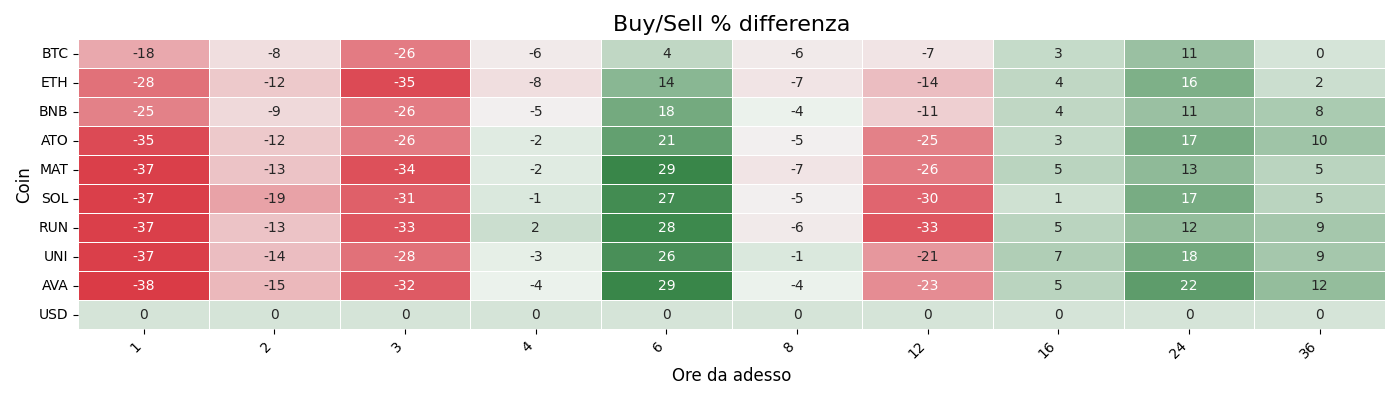 Buy/Sell % differenza
Coin
BTC -18 -8 -26 -6 4 -6 -7 3 11 0
ETH -28 -12 -35 -8 14 -7 -14 4 16 2
BNB -25 -9 -26 -5 18 -4 -11 4 11 8
ATO -35 -12 -26 -2 21 -5 -25 3 17 10
MAT -37 -13 -34 -2 29 -7 -26 5 13 5
SOL -37 -19 -31 -1 27 -5 -30 1 17 5
RUN -37 -13 -33 2 28 -6 -33 5 12 9
UNI -37 -14 -28 -3 26 -1 -21 7 18 9
AVA -38 -15 -32 -4 29 -4 -23 5 22 12
USD 0 0 0 0 0 0 0 0 0 0
1 2 3 4 6 8 12 16 24 36
Ore da adesso